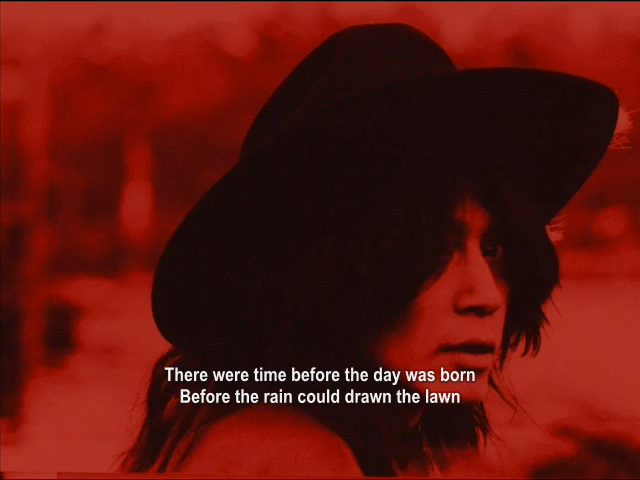 There were time before the day was born
Before the rain could drawn the lawn